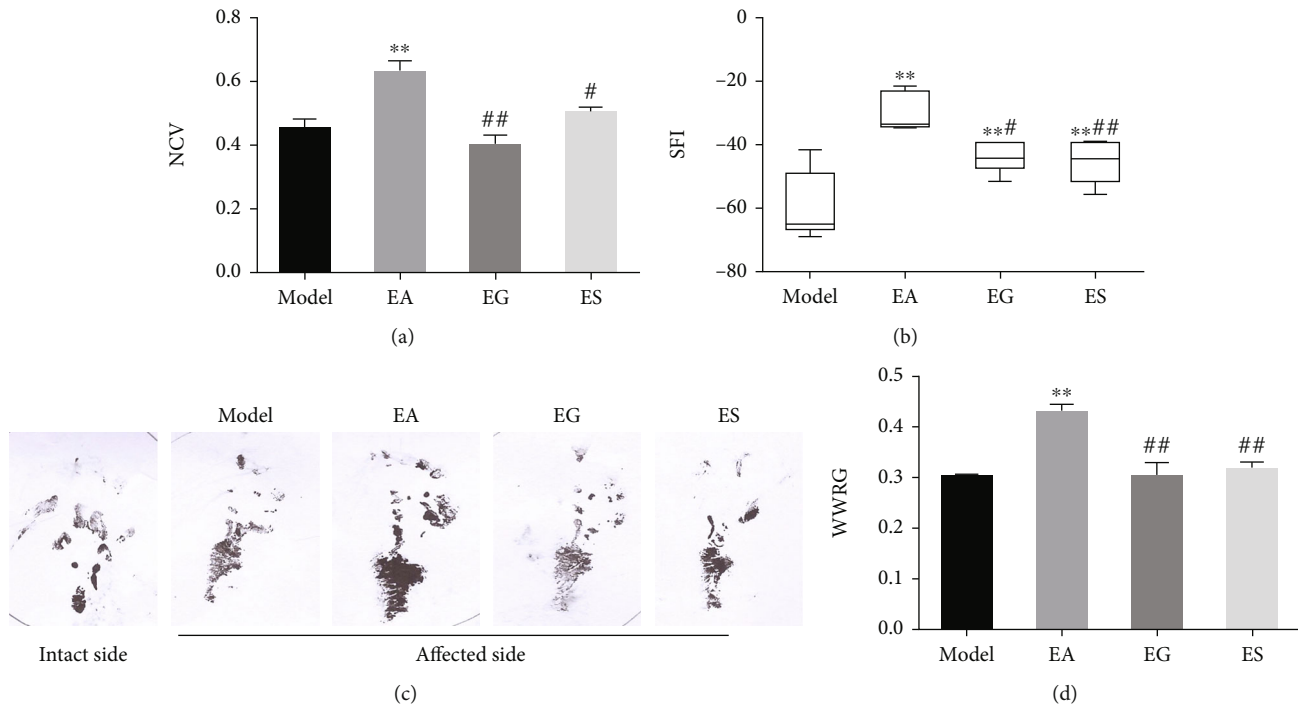 0.8
0.6
0.4
0.2
0.0
NCV
**
##
#
Model EA EG ES
(a)
0
−20
−40
−60
−80
SFI
**
**#
**##
Model EA EG ES
(b)
Model EA EG ES
Intact side
Affected side
(c)
0.5
0.4
0.3
0.2
0.1
0.0
WWRG
**
##
##
Model EA EG ES
(d)